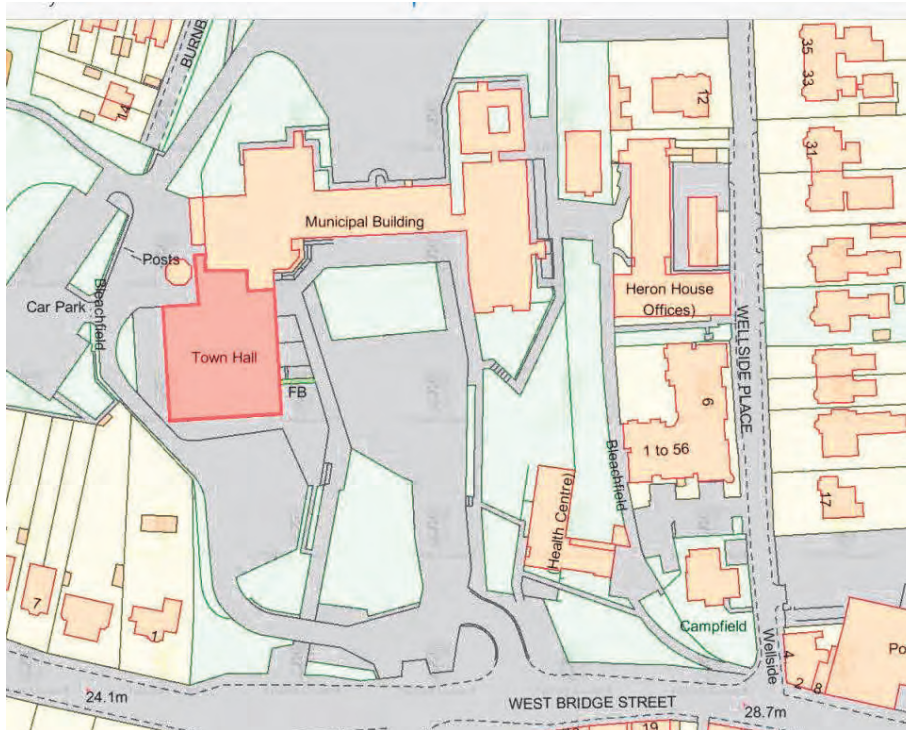 BURNB
14
35
33
12
31
Municipal Building
Posts
Car Park
Bleachfield
Heron House
Offices)
WELLSIDE PLACE
Town Hall
FB
6
1 to 56
Bleachfield
17
(Health Centre)
7
1
Campfield
Wellside
4
2
8
Po
24.1m
WEST BRIDGE STREET
28.7m
19